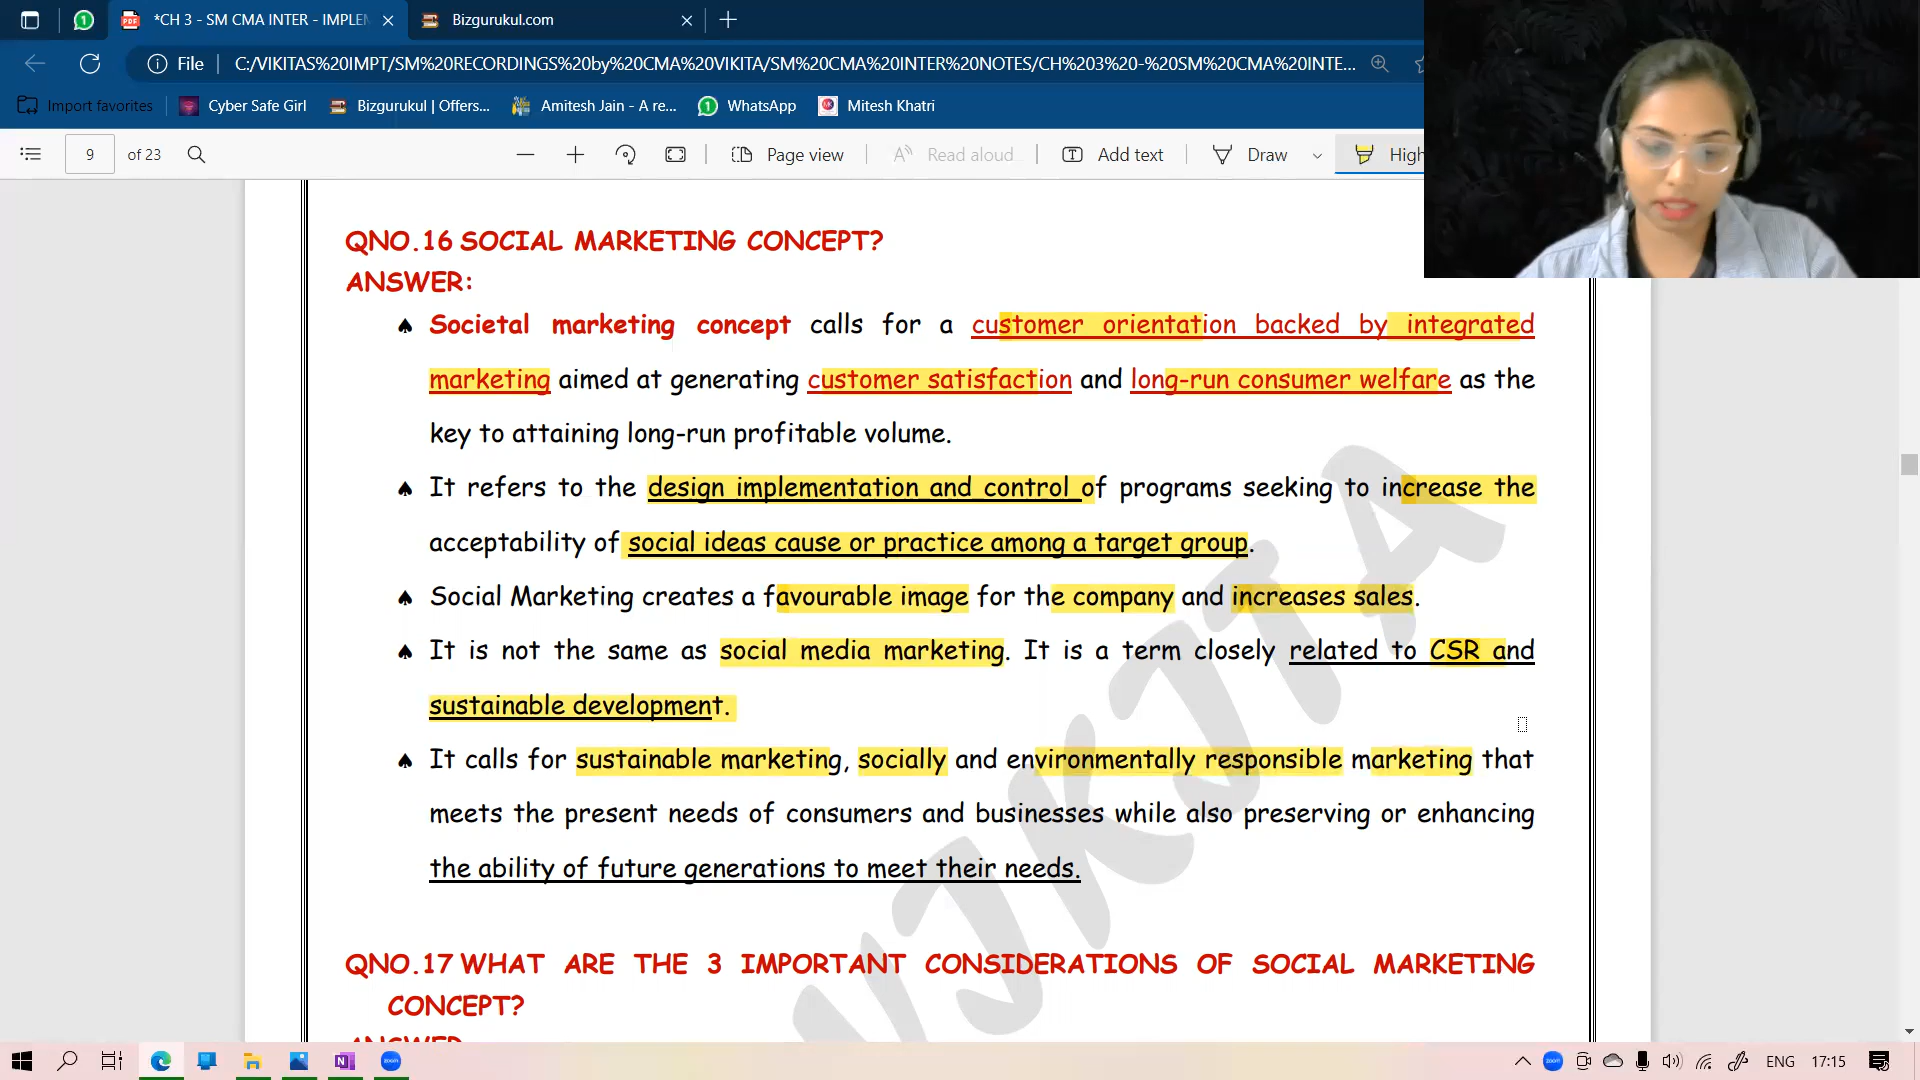 *CH 3 - SM CMA INTER - IMPLE
Bizgurukul.com
File
C:/VIKITAS%20IMPT/SM%20RECORDINGS%20by%20CMA%20VIKITA/SM%20CMA%20INTER%20NOTES/CH%203%20-%20SM%20CMA%20INTE...
Import favorites
Cyber Safe Girl
Bizgurukul | Offers...
Amitesh Jain - A re...
WhatsApp
Mitesh Khatri
9 of 23
Page view
Read aloud
Add text
Draw
High
QNO.16 SOCIAL MARKETING CONCEPT?
ANSWER:
♠ Societal marketing concept calls for a customer orientation backed by integrated
marketing aimed at generating customer satisfaction and long-run consumer welfare as the
key to attaining long-run profitable volume.
♠ It refers to the design implementation and control of programs seeking to increase the
acceptability of social ideas cause or practice among a target group.
♠ Social Marketing creates a favourable image for the company and increases sales.
♠ It is not the same as social media marketing. It is a term closely related to CSR and
sustainable development.
♠ It calls for sustainable marketing, socially and environmentally responsible marketing that
meets the present needs of consumers and businesses while also preserving or enhancing
the ability of future generations to meet their needs.
QNO.17 WHAT ARE THE 3 IMPORTANT CONSIDERATIONS OF SOCIAL MARKETING
CONCEPT?
ANSWER
VIKITA
ENG
17:15